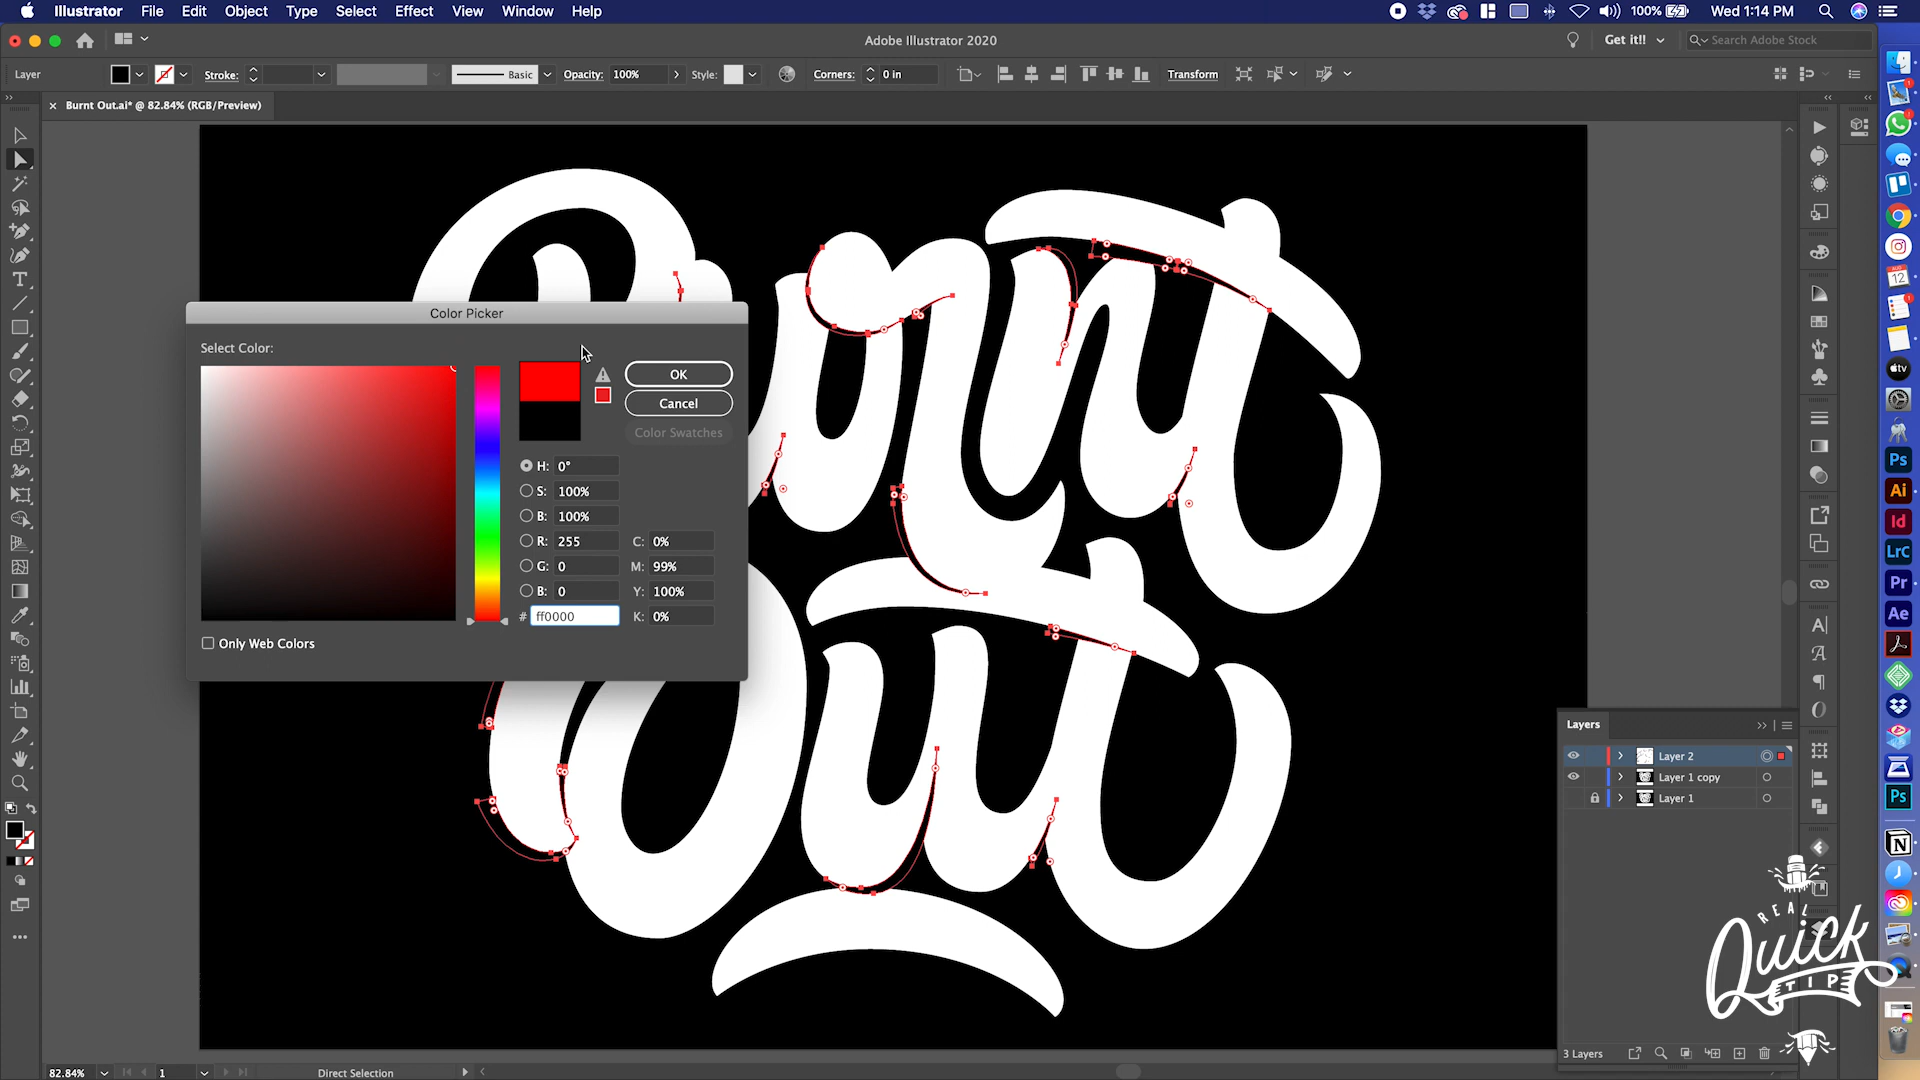 Illustrator File Edit Object Type Select Effect View Window Help 100% Wed 1:14 PM
Adobe Illustrator 2020 Get it!! Search Adobe Stock
Layer Stroke: Basic Opacity: 100% Style: Corners: 0 in Transform
× Burnt Out.ai* @ 82.84% (RGB/Preview)
Burnt
Out
Color Picker
Select Color:
OK
Cancel
Color Swatches
H: 0°
S: 100%
B: 100%
R: 255 C: 0%
G: 0 M: 99%
B: 0 Y: 100%
# ff0000 K: 0%
Only Web Colors
Layers
Layer 2
Layer 1 copy
Layer 1
3 Layers
82.84% 1 Direct Selection
WhatsApp